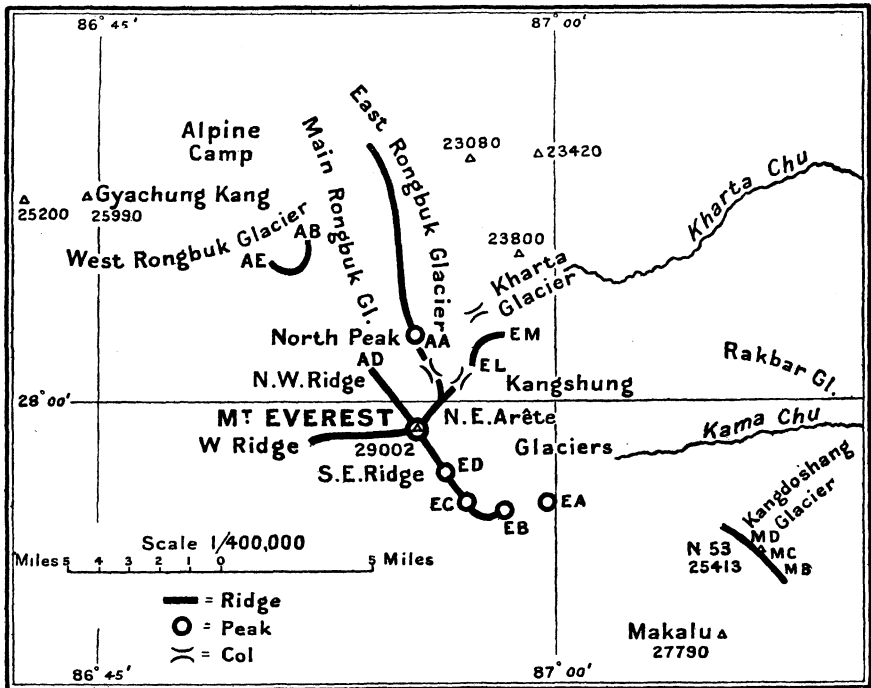 86° 45'
87° 00'
Alpine
Camp
Main Rongbuk Gl.
East Rongbuk Glacier
23080
23420
Kharta Chu
25200
Gyachung Kang
25990
West Rongbuk Glacier
AB
AE
23800
Kharta
Glacier
North Peak
AA
EM
AD
EL
N.W. Ridge
Kangshung
Rakbar Gl.
28° 00'
MT EVEREST
N.E. Arête
Kama Chu
W Ridge
29002
Glaciers
S.E. Ridge
ED
EC
EB
EA
Kangdoshang
Glacier
Scale 1/400,000
Miles 5 4 3 2 1 0 5 Miles
N 53
25413
MD
MC
MB
= Ridge
= Peak
= Col
Makalu
27790
86° 45'
87° 00'